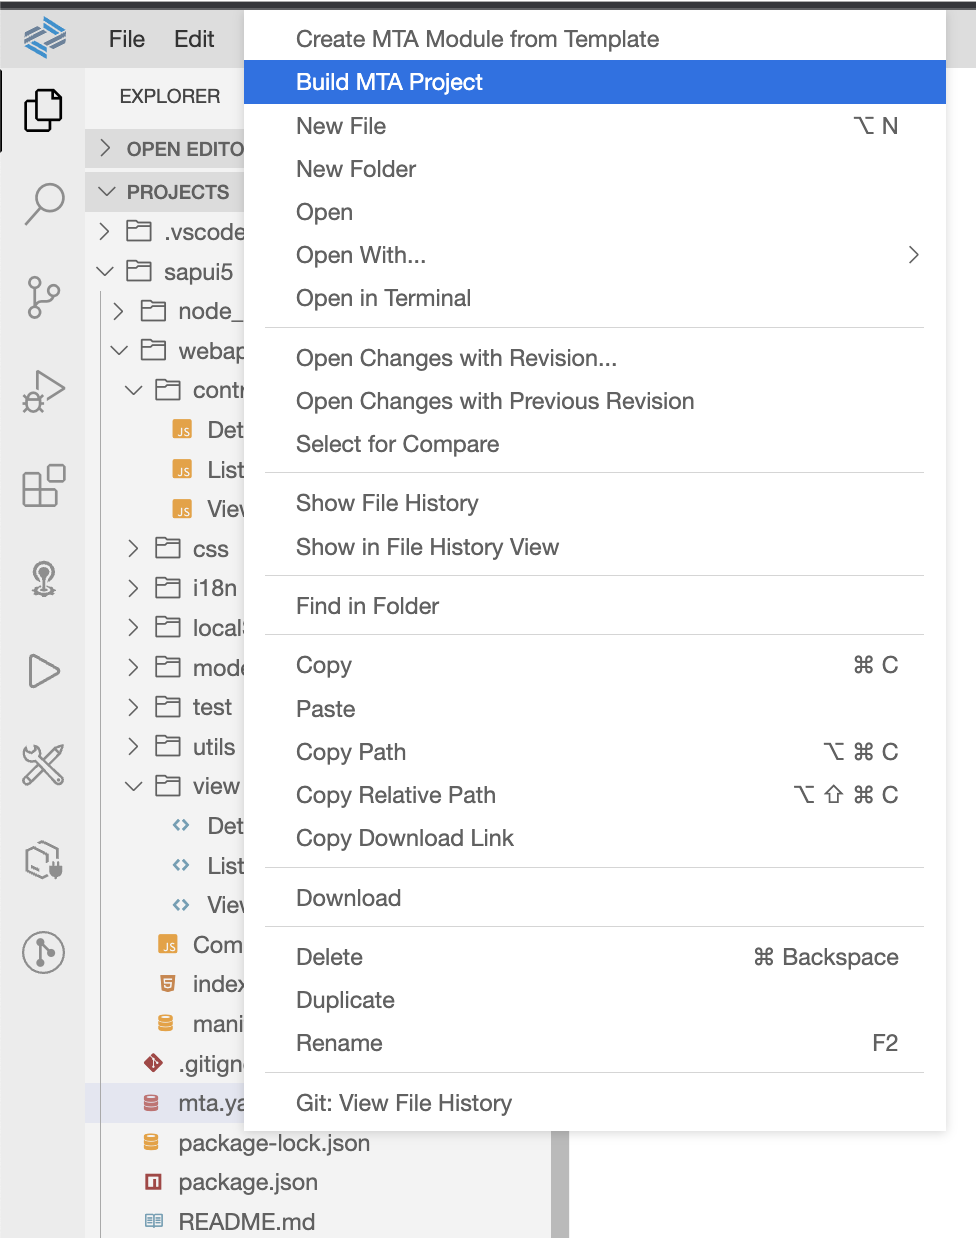 File Edit
EXPLORER
OPEN EDITO
PROJECTS
.vscode
sapui5
node_
webap
contr
JS Det
JS List
JS View
css
i18n
local
mode
test
utils
view
Det
List
View
JS Com
index
mani
.gitign
mta.ya
package-lock.json
package.json
README.md
Create MTA Module from Template
Build MTA Project
New File ⌥ N
New Folder
Open
Open With...
Open in Terminal
Open Changes with Revision...
Open Changes with Previous Revision
Select for Compare
Show File History
Show in File History View
Find in Folder
Copy ⌘ C
Paste
Copy Path ⌥ ⌘ C
Copy Relative Path ⌥ ⇧ ⌘ C
Copy Download Link
Download
Delete ⌘ Backspace
Duplicate
Rename F2
Git: View File History